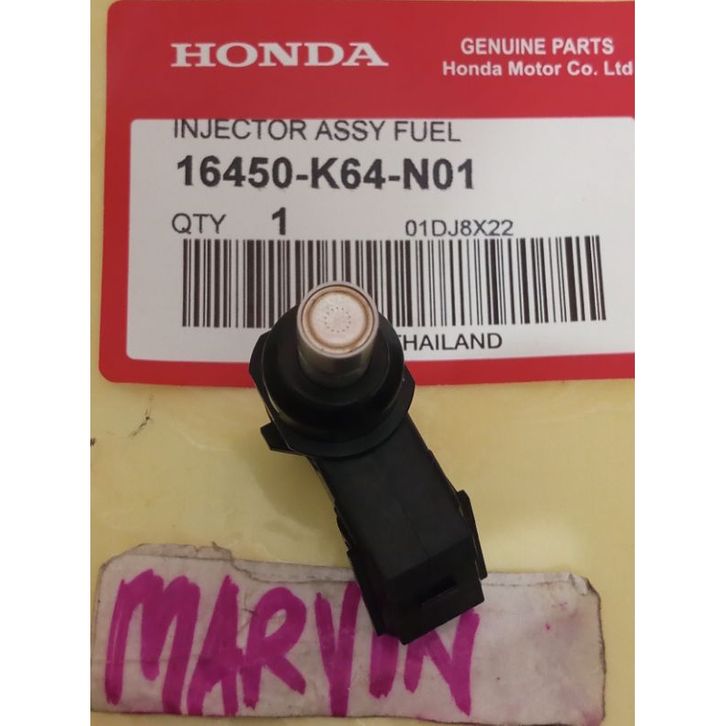 HONDA
GENUINE PARTS
Honda Motor Co. Ltd
INJECTOR ASSY FUEL
16450-K64-N01
QTY 1 01DJ8X22
THAILAND
MARVIN